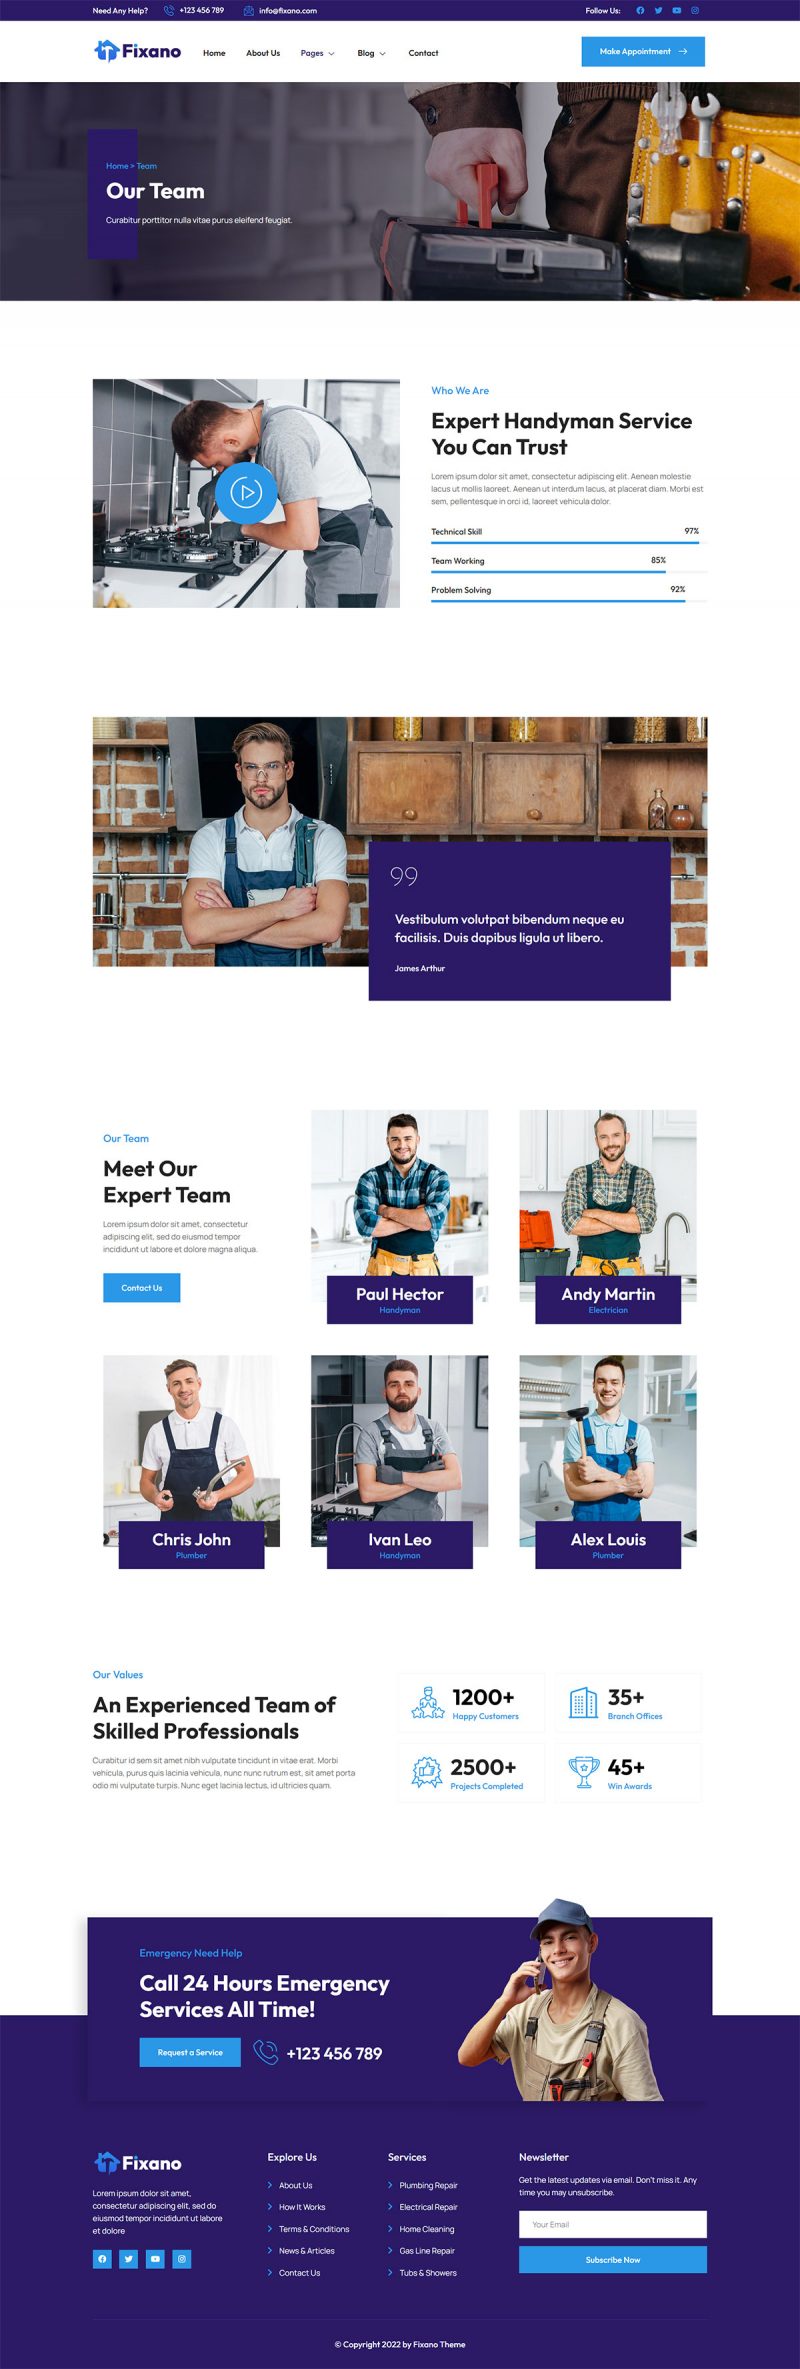 Need Any Help?
+123 456 789
info@fixano.com
Follow Us:
Fixano
Home
About Us
Pages
Blog
Contact
Make Appointment
Home > Team
Our Team
Curabitur porttitor nulla vitae purus eleifend feugiat.
Who We Are
Expert Handyman Service
You Can Trust
Lorem ipsum dolor sit amet, consectetur adipiscing elit. Aenean molestie
lacus ut mollis laoreet. Aenean ut interdum lacus, at placerat diam. Morbi est
sem, pellentesque in orci id, laoreet vehicula dolor.
Technical Skill
97%
Team Working
85%
Problem Solving
92%
Vestibulum volutpat bibendum neque eu
facilisis. Duis dapibus ligula ut libero.
James Arthur
Our Team
Meet Our
Expert Team
Lorem ipsum dolor sit amet, consectetur
adipiscing elit, sed do eiusmod tempor
incididunt ut labore et dolore magna aliqua.
Contact Us
Paul Hector
Handyman
Andy Martin
Electrician
Chris John
Plumber
Ivan Leo
Handyman
Alex Louis
Plumber
Our Values
An Experienced Team of
Skilled Professionals
Curabitur id sem sit amet nibh vulputate tincidunt in vitae erat. Morbi
vehicula, purus quis lacinia vehicula, nunc nunc rutrum est, sit amet porta
odio mi vulputate turpis. Nunc eget lacinia lectus, id ultricies quam.
1200+
Happy Customers
35+
Branch Offices
2500+
Projects Completed
45+
Win Awards
Emergency Need Help
Call 24 Hours Emergency
Services All Time!
Request a Service
+123 456 789
Fixano
Lorem ipsum dolor sit amet,
consectetur adipiscing elit, sed do
eiusmod tempor incididunt ut labore
et dolore
Explore Us
About Us
How It Works
Terms & Conditions
News & Articles
Contact Us
Services
Plumbing Repair
Electrical Repair
Home Cleaning
Gas Line Repair
Tubs & Showers
Newsletter
Get the latest updates via email. Don't miss it. Any
time you may unsubscribe.
Your Email
Subscribe Now
© Copyright 2022 by Fixano Theme